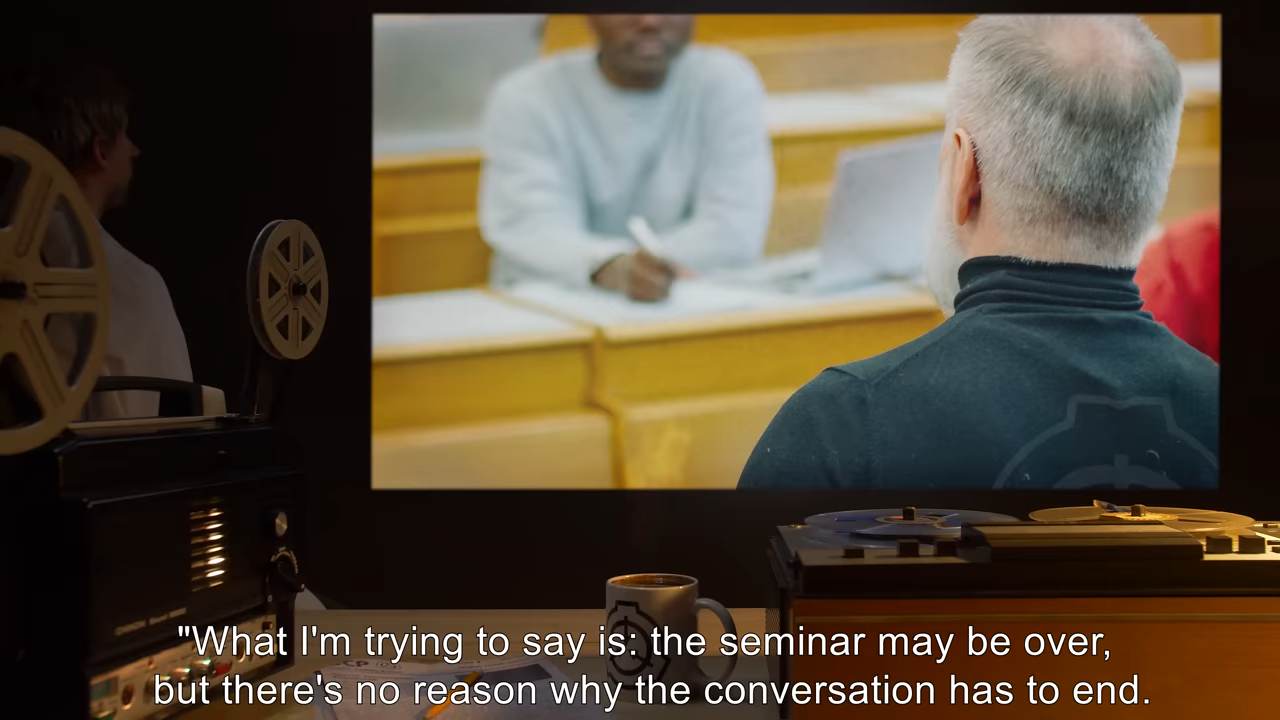 "What I'm trying to say is: the seminar may be over,
but there's no reason why the conversation has to end.